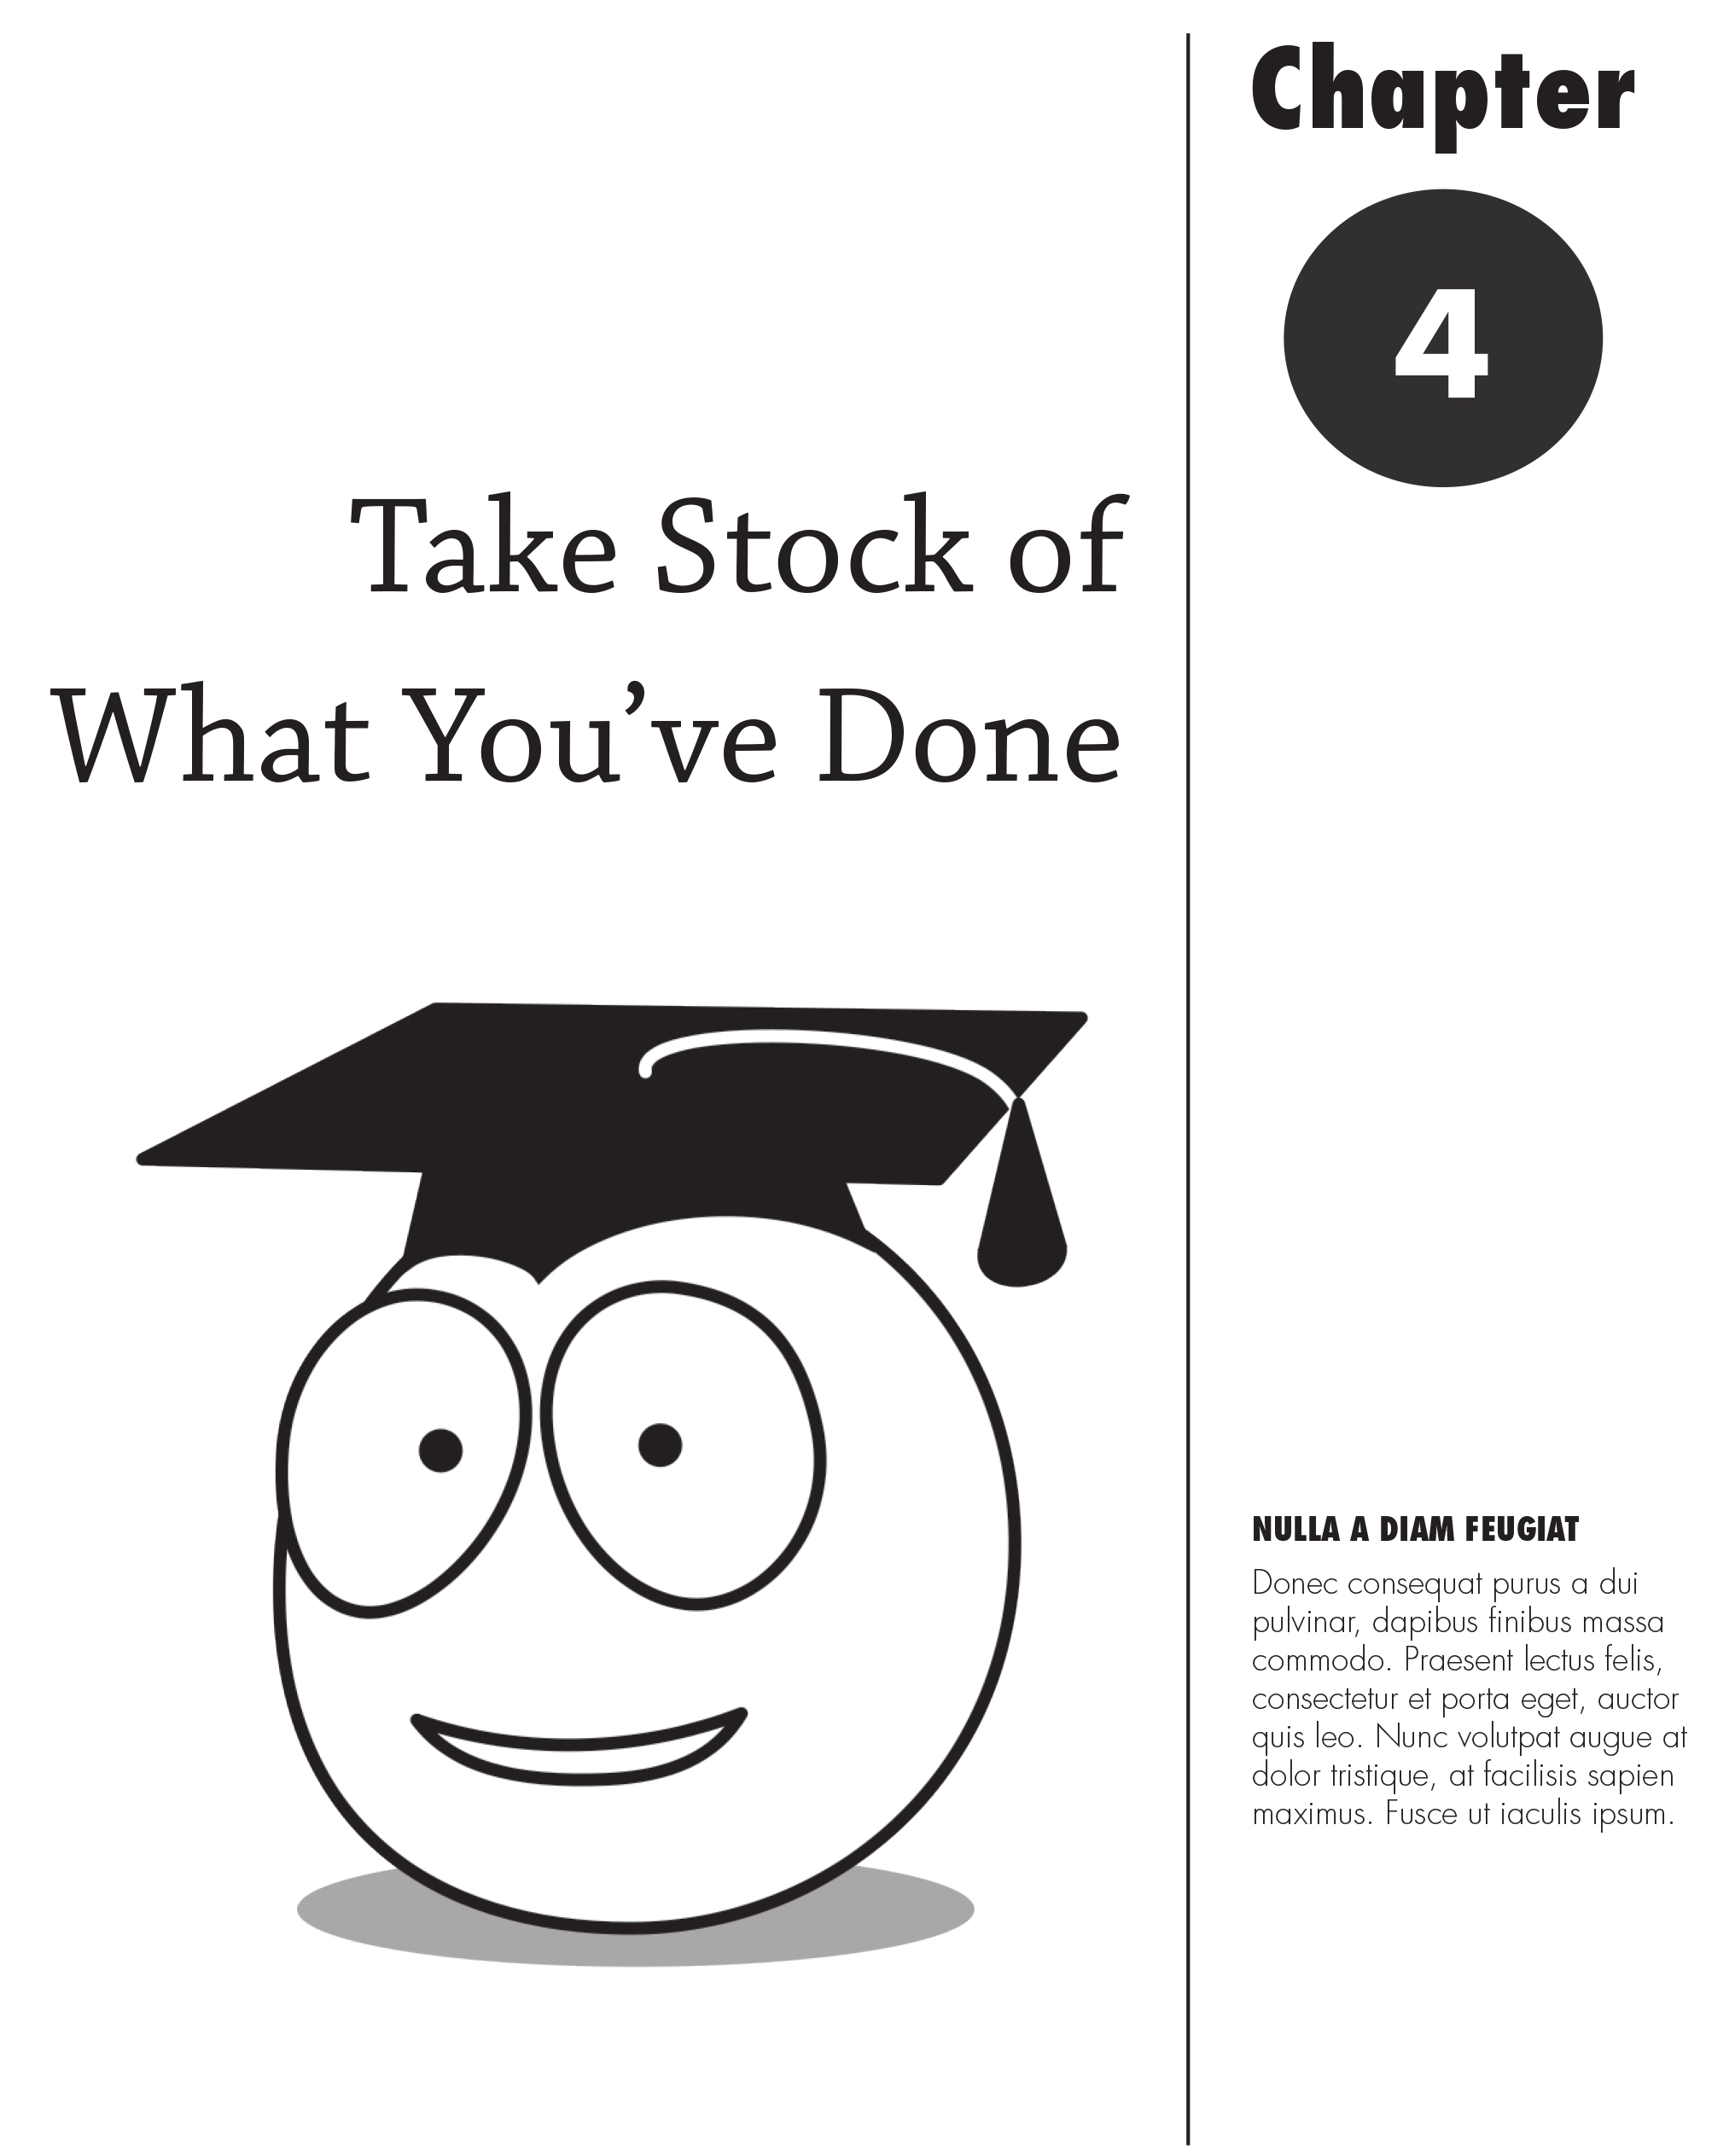 Chapter
4
Take Stock of
What You’ve Done
NULLA A DIAM FEUGIAT
Donec consequat purus a dui
pulvinar, dapibus finibus massa
commodo. Praesent lectus felis,
consectetur et porta eget, auctor
quis leo. Nunc volutpat augue at
dolor tristique, at facilisis sapien
maximus. Fusce ut iaculis ipsum.